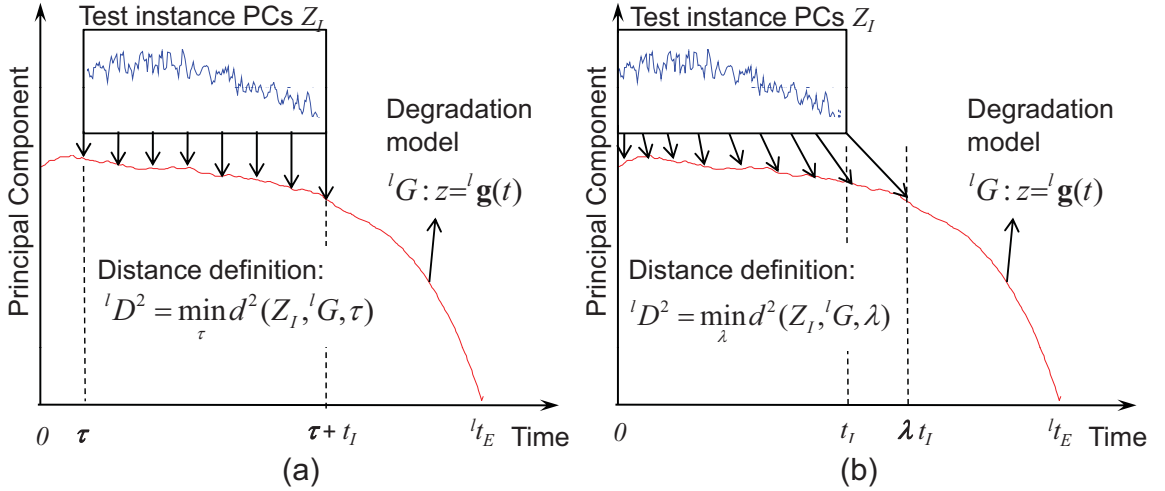 Test instance PCs Z_I
Principal Component
Degradation
model
^lG : z=^l g(t)
Distance definition:
^lD^2 = min_τ d^2(Z_I, ^lG, τ)
0 τ τ+ t_I ^lt_E Time
(a)
Test instance PCs Z_I
Principal Component
Degradation
model
^lG : z=^l g(t)
Distance definition:
^lD^2 = min_λ d^2(Z_I, ^lG, λ)
0 t_I λ t_I ^lt_E Time
(b)